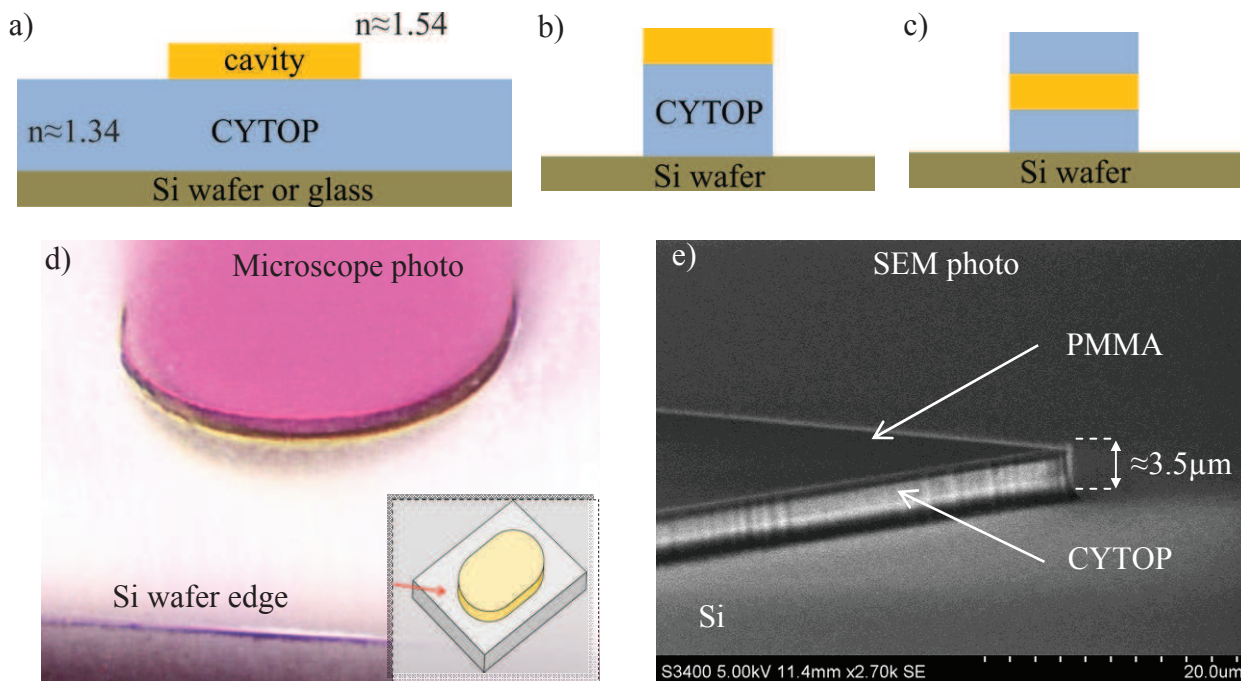 a)
n≈1.54
cavity
n≈1.34
CYTOP
Si wafer or glass
b)
CYTOP
Si wafer
c)
Si wafer
d)
Microscope photo
Si wafer edge
e)
SEM photo
PMMA
≈3.5µm
CYTOP
Si
S3400 5.00kV 11.4mm x2.70k SE
20.0um